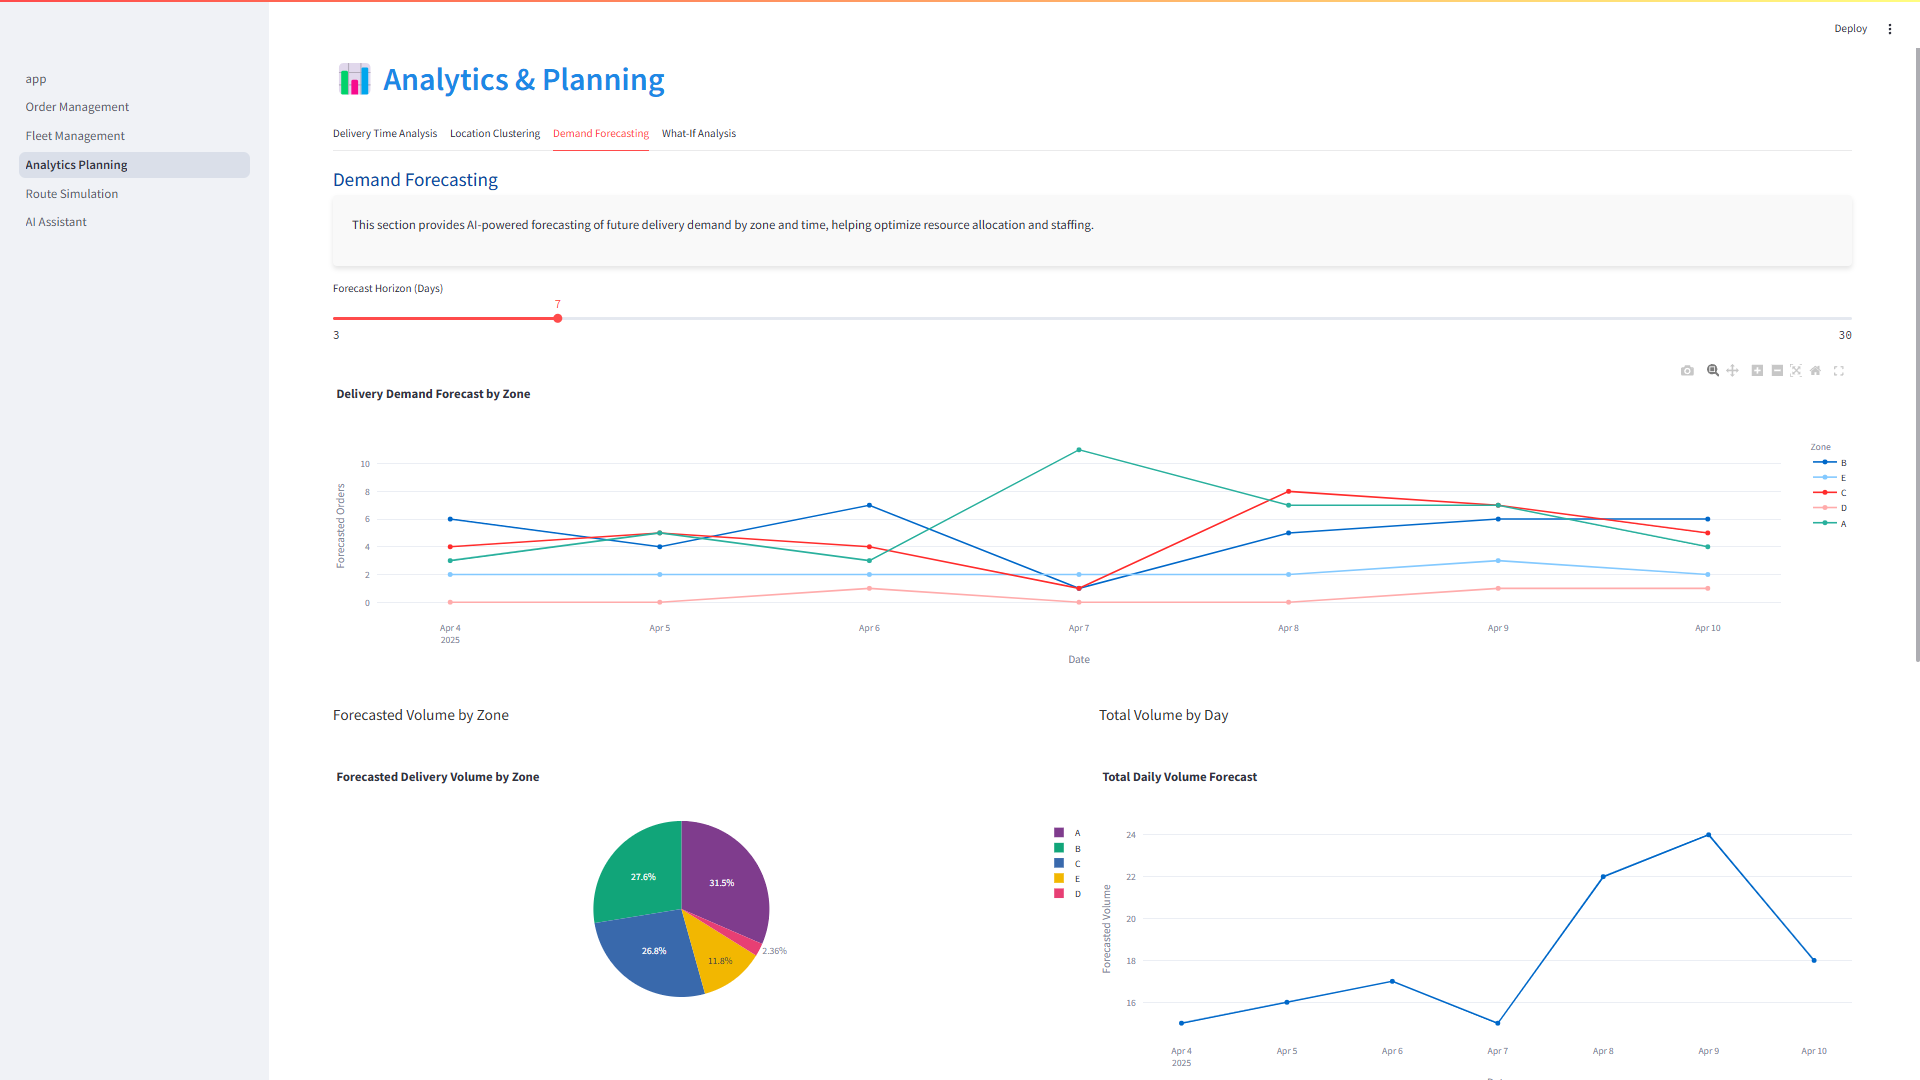 Deploy
app
Order Management
Fleet Management
Analytics Planning
Route Simulation
AI Assistant
Analytics & Planning
Delivery Time Analysis Location Clustering Demand Forecasting What-If Analysis
Demand Forecasting
This section provides AI-powered forecasting of future delivery demand by zone and time, helping optimize resource allocation and staffing.
Forecast Horizon (Days)
7
3 30
Delivery Demand Forecast by Zone
Forecasted Orders
10
8
6
4
2
0
Apr 4 Apr 5 Apr 6 Apr 7 Apr 8 Apr 9 Apr 10
2025
Date
Zone
B
E
C
D
A
Forecasted Volume by Zone
Forecasted Delivery Volume by Zone
27.6%
31.5%
26.8%
11.8%
2.36%
A
B
C
E
D
Total Volume by Day
Total Daily Volume Forecast
Forecasted Volume
24
22
20
18
16
Apr 4 Apr 5 Apr 6 Apr 7 Apr 8 Apr 9 Apr 10
2025